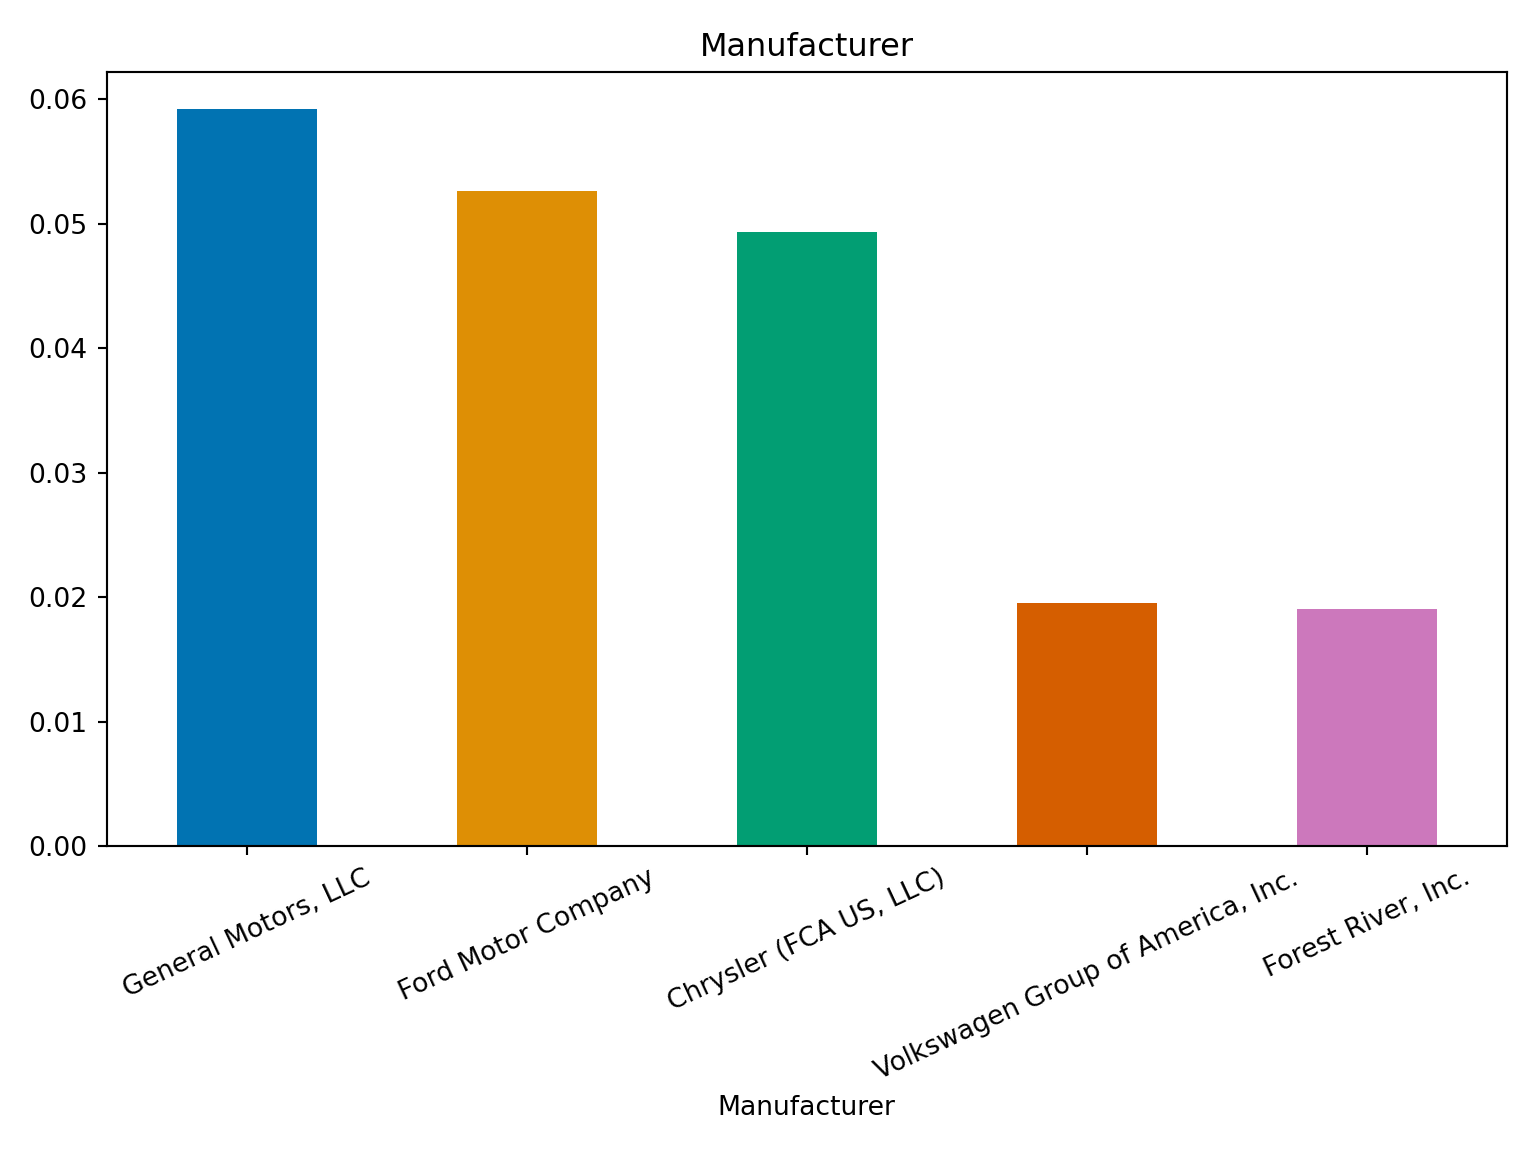 Manufacturer
0.06
0.05
0.04
0.03
0.02
0.01
0.00
General Motors, LLC
Ford Motor Company
Chrysler (FCA US, LLC)
Volkswagen Group of America, Inc.
Forest River, Inc.
Manufacturer